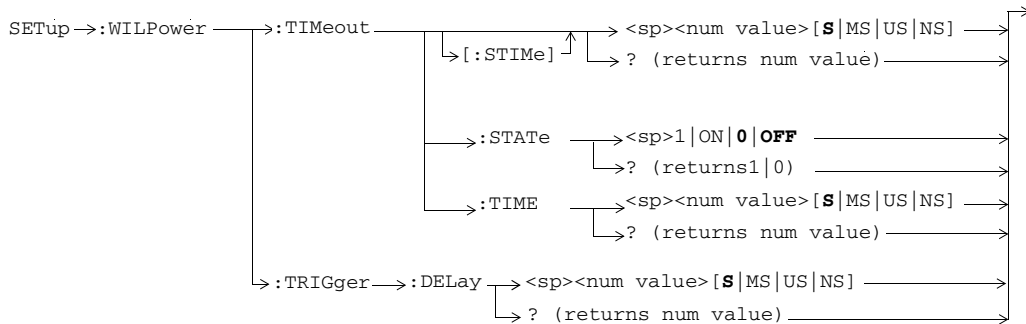 SETup :WILPower :TIMeout <sp><num value>[S|MS|US|NS]
[:STIMe] ? (returns num value)
:STATe <sp>1|ON|0|OFF
? (returns1|0)
:TIME <sp><num value>[S|MS|US|NS]
? (returns num value)
:TRIGger :DELay <sp><num value>[S|MS|US|NS]
? (returns num value)